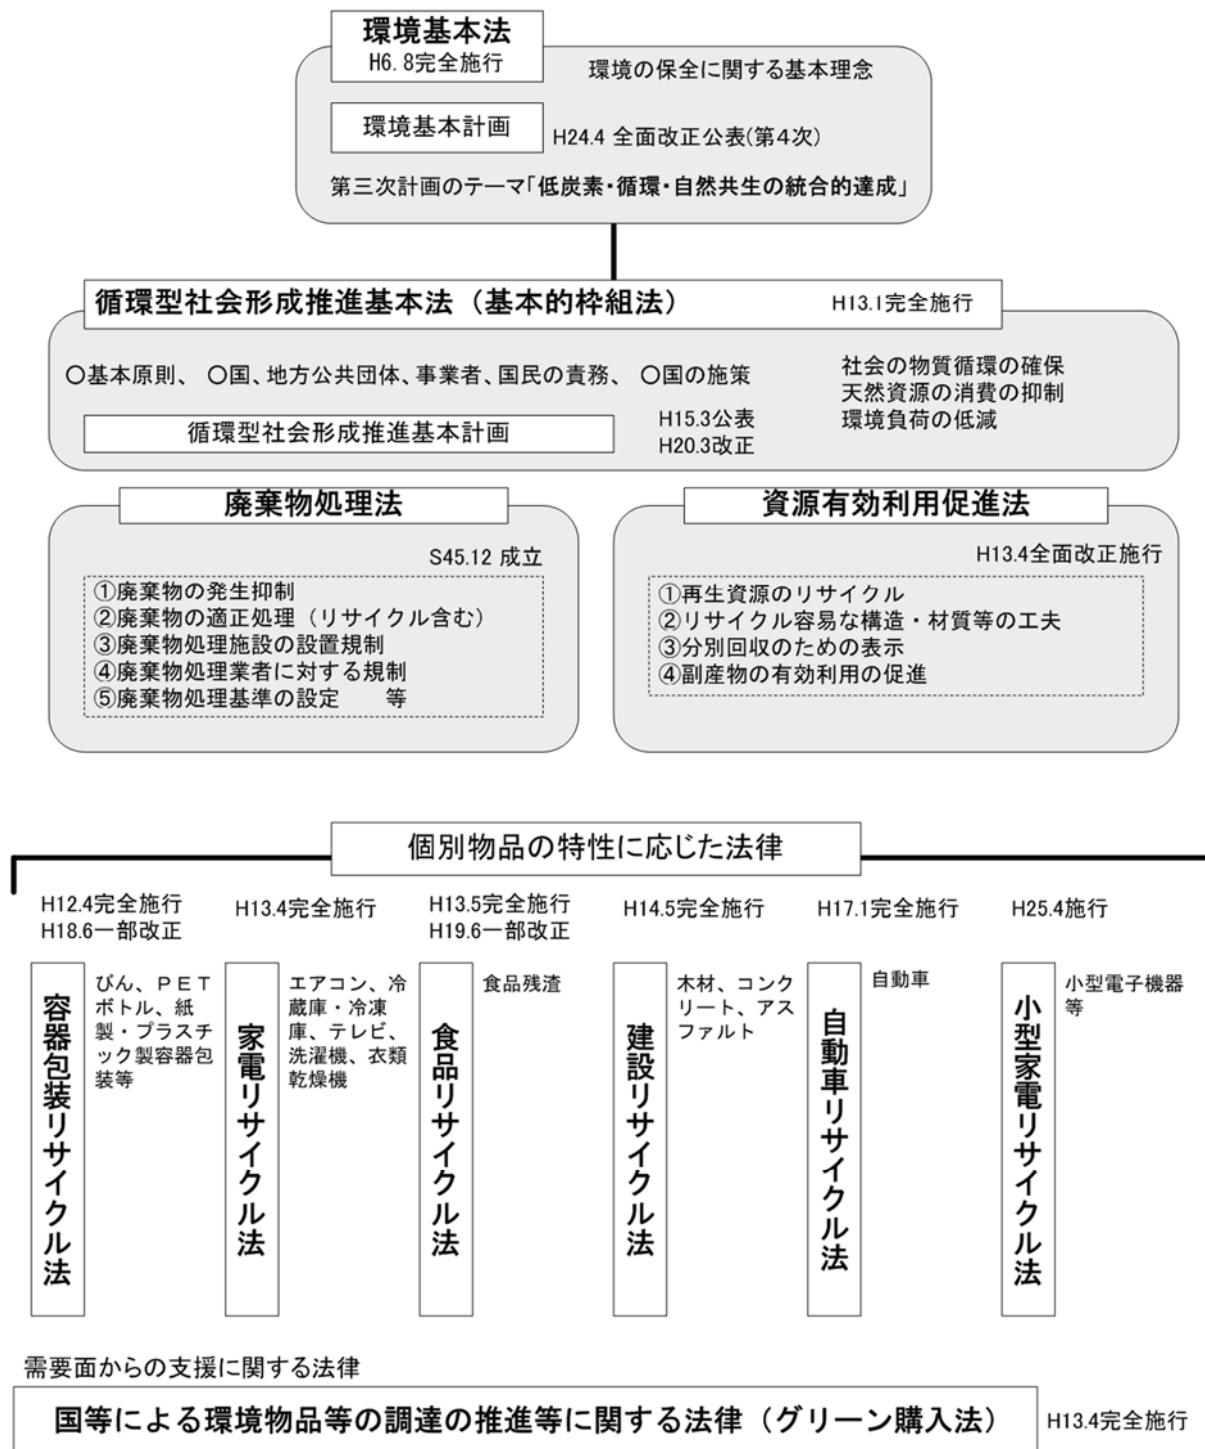 環境基本法
H6.8完全施行
環境の保全に関する基本理念
環境基本計画
H24.4 全面改正公表(第４次)
第三次計画のテーマ「低炭素・循環・自然共生の統合的達成」
循環型社会形成推進基本法（基本的枠組法）
H13.1完全施行
〇基本原則、 〇国、地方公共団体、事業者、国民の責務、 〇国の施策
社会の物質循環の確保
天然資源の消費の抑制
環境負荷の低減
循環型社会形成推進基本計画
H15.3公表
H20.3改正
廃棄物処理法
S45.12 成立
①廃棄物の発生抑制
②廃棄物の適正処理（リサイクル含む）
③廃棄物処理施設の設置規制
④廃棄物処理業者に対する規制
⑤廃棄物処理基準の設定　　等
資源有効利用促進法
H13.4全面改正施行
①再生資源のリサイクル
②リサイクル容易な構造・材質等の工夫
③分別回収のための表示
④副産物の有効利用の促進
個別物品の特性に応じた法律
H12.4完全施行
H18.6一部改正
容器包装リサイクル法
びん、ＰＥＴ
ボトル、紙
製・プラスチ
ック製容器包
装等
H13.4完全施行
家電リサイクル法
エアコン、冷
蔵庫・冷凍
庫、テレビ、
洗濯機、衣類
乾燥機
H13.5完全施行
H19.6一部改正
食品リサイクル法
食品残渣
H14.5完全施行
建設リサイクル法
木材、コンク
リート、アス
ファルト
H17.1完全施行
自動車リサイクル法
自動車
H25.4施行
小型家電リサイクル法
小型電子機器
等
需要面からの支援に関する法律
国等による環境物品等の調達の推進等に関する法律（グリーン購入法）
H13.4完全施行